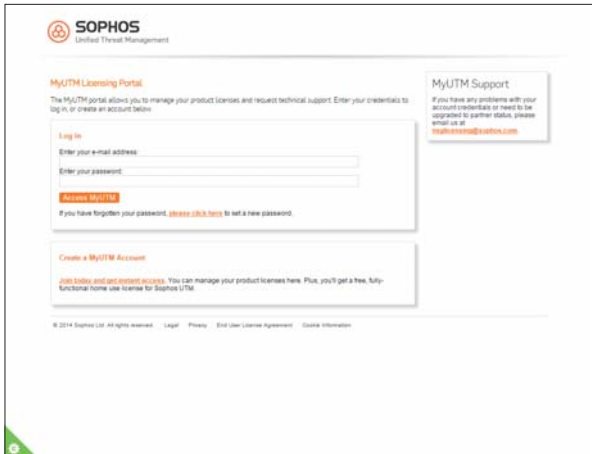 SOPHOS
Unified Threat Management
MyUTM Licensing Portal
The MyUTM portal allows you to manage your product licenses and request technical support. Enter your credentials to
log in, or create an account below.
Log In
Enter your e-mail address:
Enter your password:
Access MyUTM
If you have forgotten your password, please click here to set a new password.
Create a MyUTM Account
Join today and get instant access. You can manage your product licenses here. Plus, you'll get a free, fully-
functional home use license for Sophos UTM.
MyUTM Support
If you have any problems with your
account credentials or need to be
upgraded to partner status, please
email us at
© 2014 Sophos Ltd. All rights reserved. Legal Privacy End User License Agreement Cookie Information